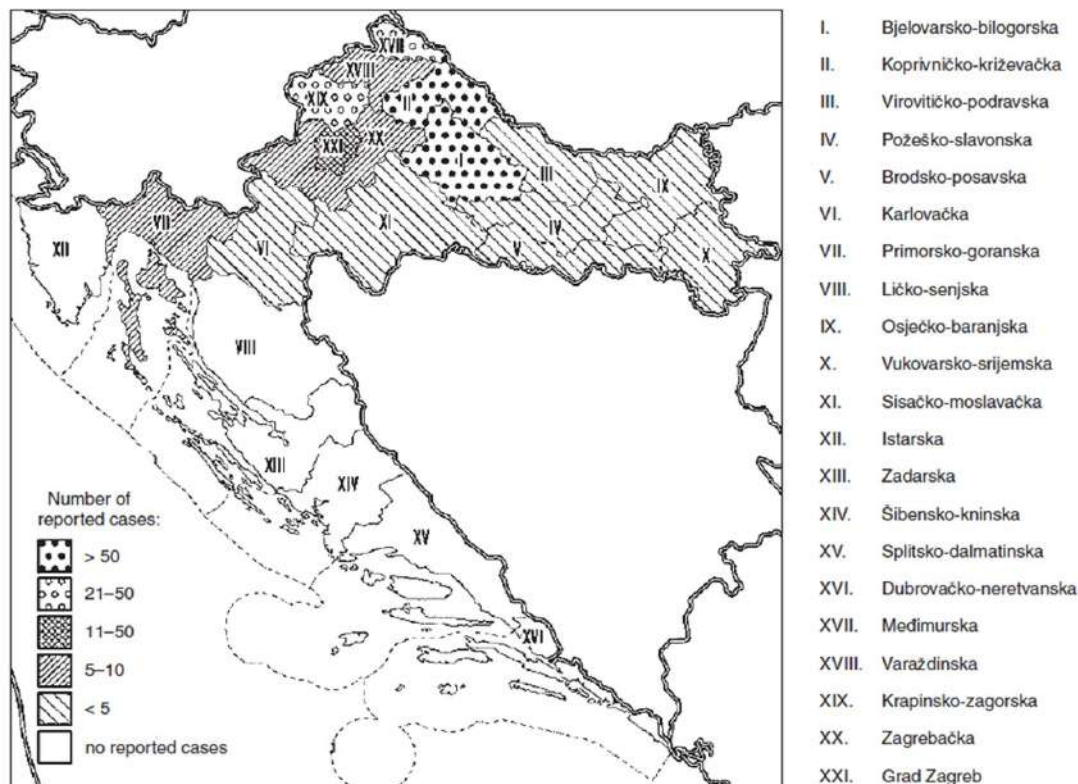 XVII
XVIII
XIX
II
XXI
XX
I
III
IX
XII
VII
VI
XI
IV
V
X
VIII
XIII
XIV
XV
XVI
Number of
reported cases:
> 50
21–50
11–50
5–10
< 5
no reported cases
I. Bjelovarsko-bilogorska
II. Koprivničko-križevačka
III. Virovitičko-podravska
IV. Požeško-slavonska
V. Brodsko-posavska
VI. Karlovačka
VII. Primorsko-goranska
VIII. Ličko-senjska
IX. Osječko-baranjska
X. Vukovarsko-srijemska
XI. Sisačko-moslavačka
XII. Istarska
XIII. Zadarska
XIV. Šibensko-kninska
XV. Splitsko-dalmatinska
XVI. Dubrovačko-neretvanska
XVII. Međimurska
XVIII. Varaždinska
XIX. Krapinsko-zagorska
XX. Zagrebačka
XXI. Grad Zagreb